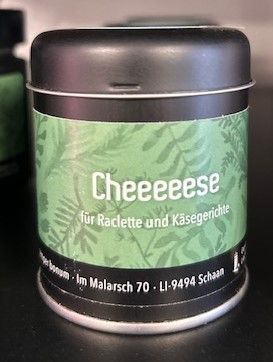 Cheeeeese
für Raclette und Käsegerichte
bonum · Im Malarsch 70 · LI-9494 Schaan